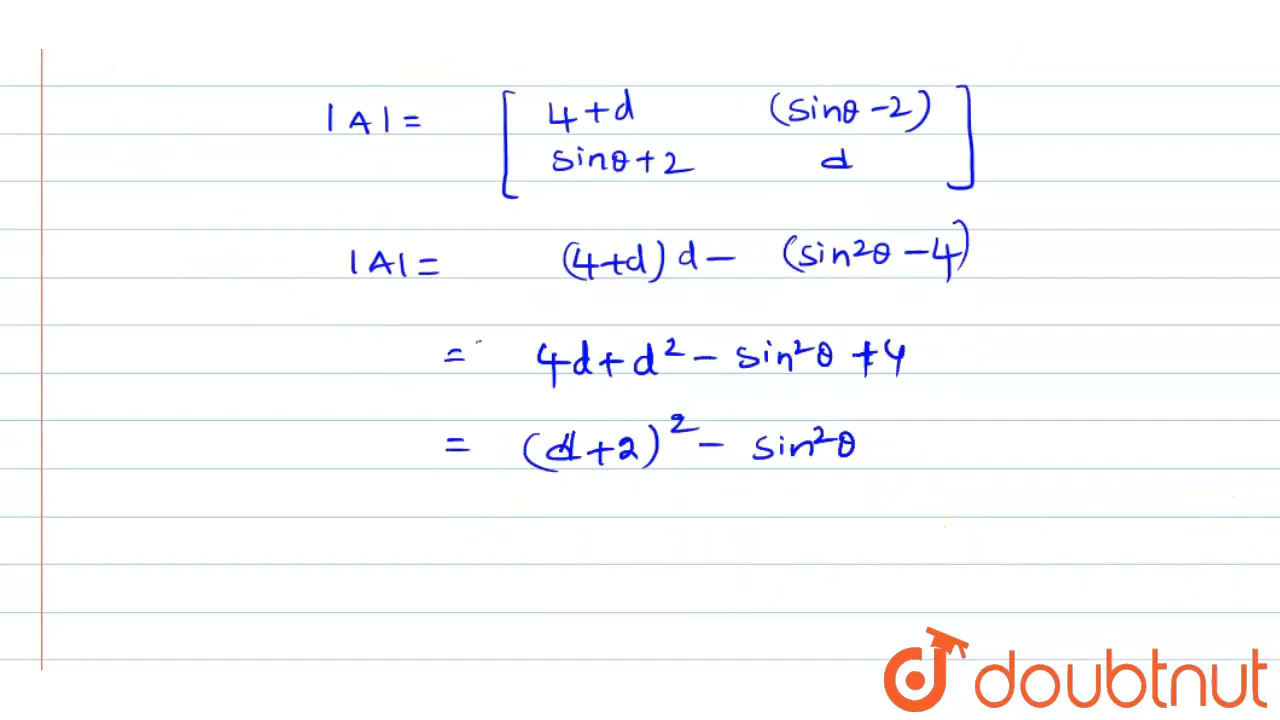 |A| = [ 4+d (sinθ-2)
sinθ+2 d ]
|A| = (4+d) d - (sin²θ - 4)
= 4d + d² - sin²θ + 4
= (d+2)² - sin²θ
doubtnut